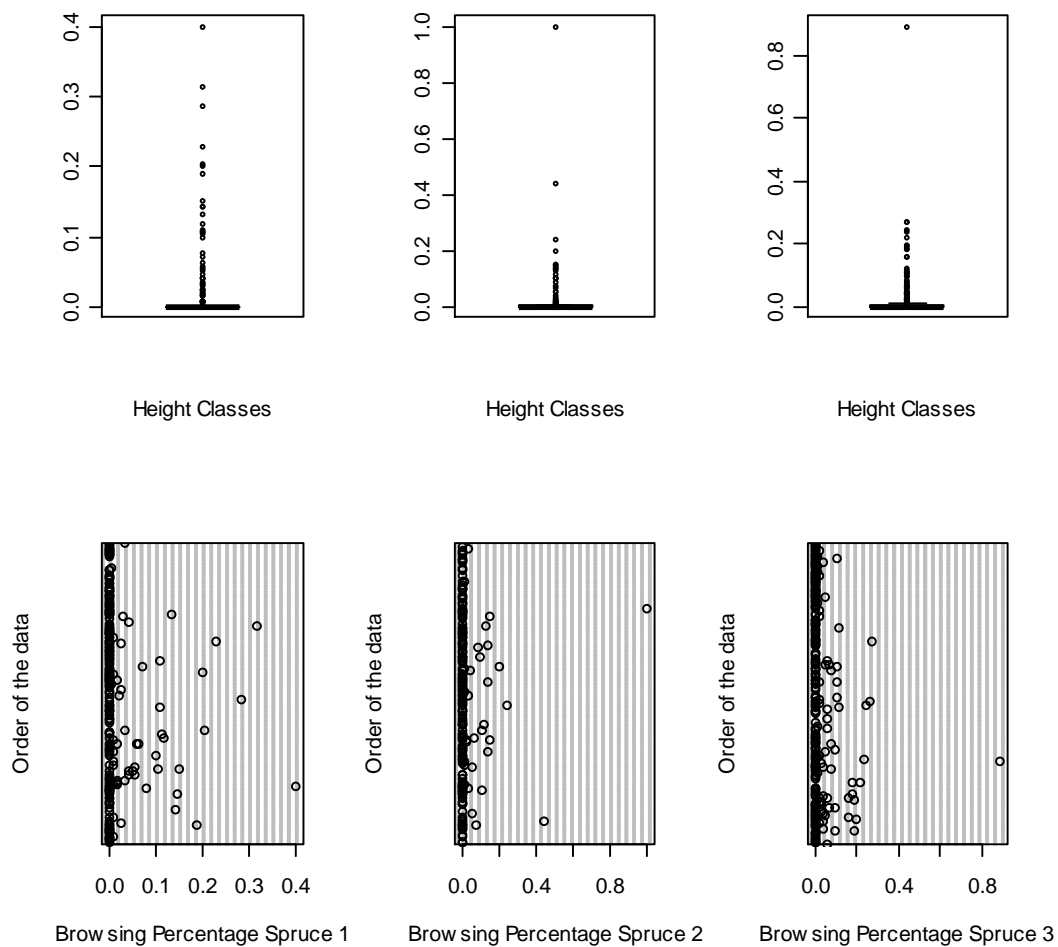 0.0 0.1 0.2 0.3 0.4
0.0 0.2 0.4 0.6 0.8 1.0
0.0 0.2 0.4 0.6 0.8
Height Classes
Height Classes
Height Classes
Order of the data
0.0 0.1 0.2 0.3 0.4
Brow sing Percentage Spruce 1
Order of the data
0.0 0.4 0.8
Brow sing Percentage Spruce 2
Order of the data
0.0 0.4 0.8
Brow sing Percentage Spruce 3